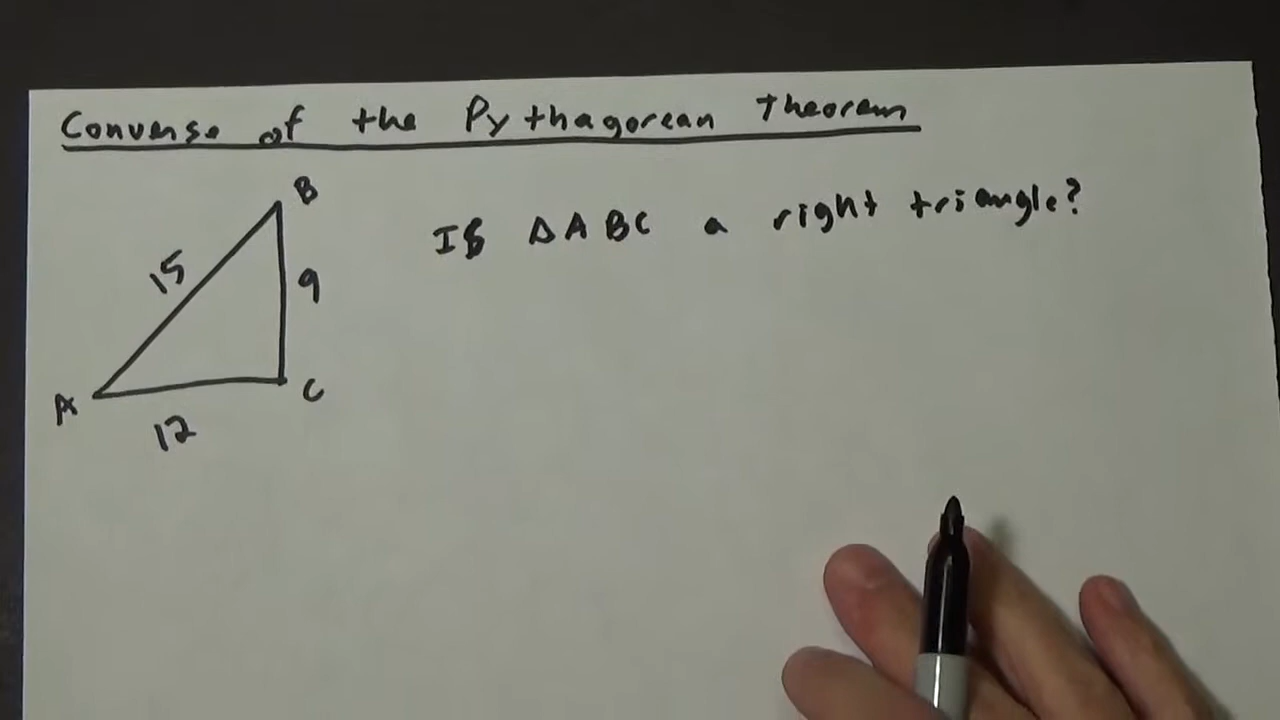 Converse of the Pythagorean Theorem
B
Is ΔABC a right triangle?
15
9
A
C
12